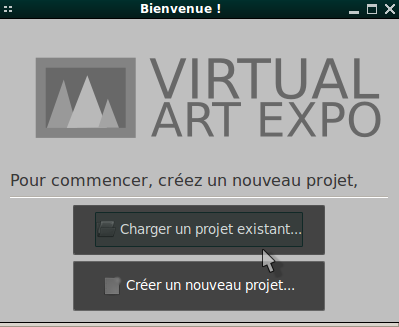 Bienvenue !
VIRTUAL
ART EXPO
Pour commencer, créez un nouveau projet,
Charger un projet existant...
Créer un nouveau projet...